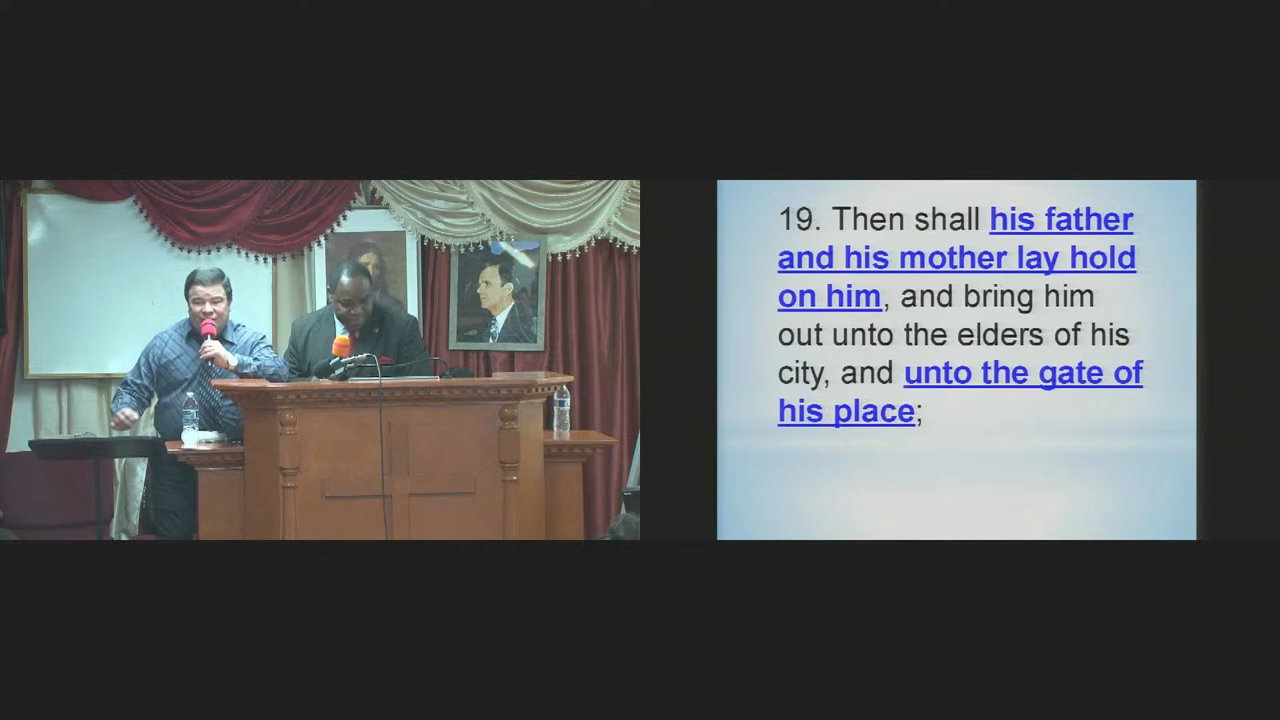 19. Then shall his father
and his mother lay hold
on him, and bring him
out unto the elders of his
city, and unto the gate of
his place;